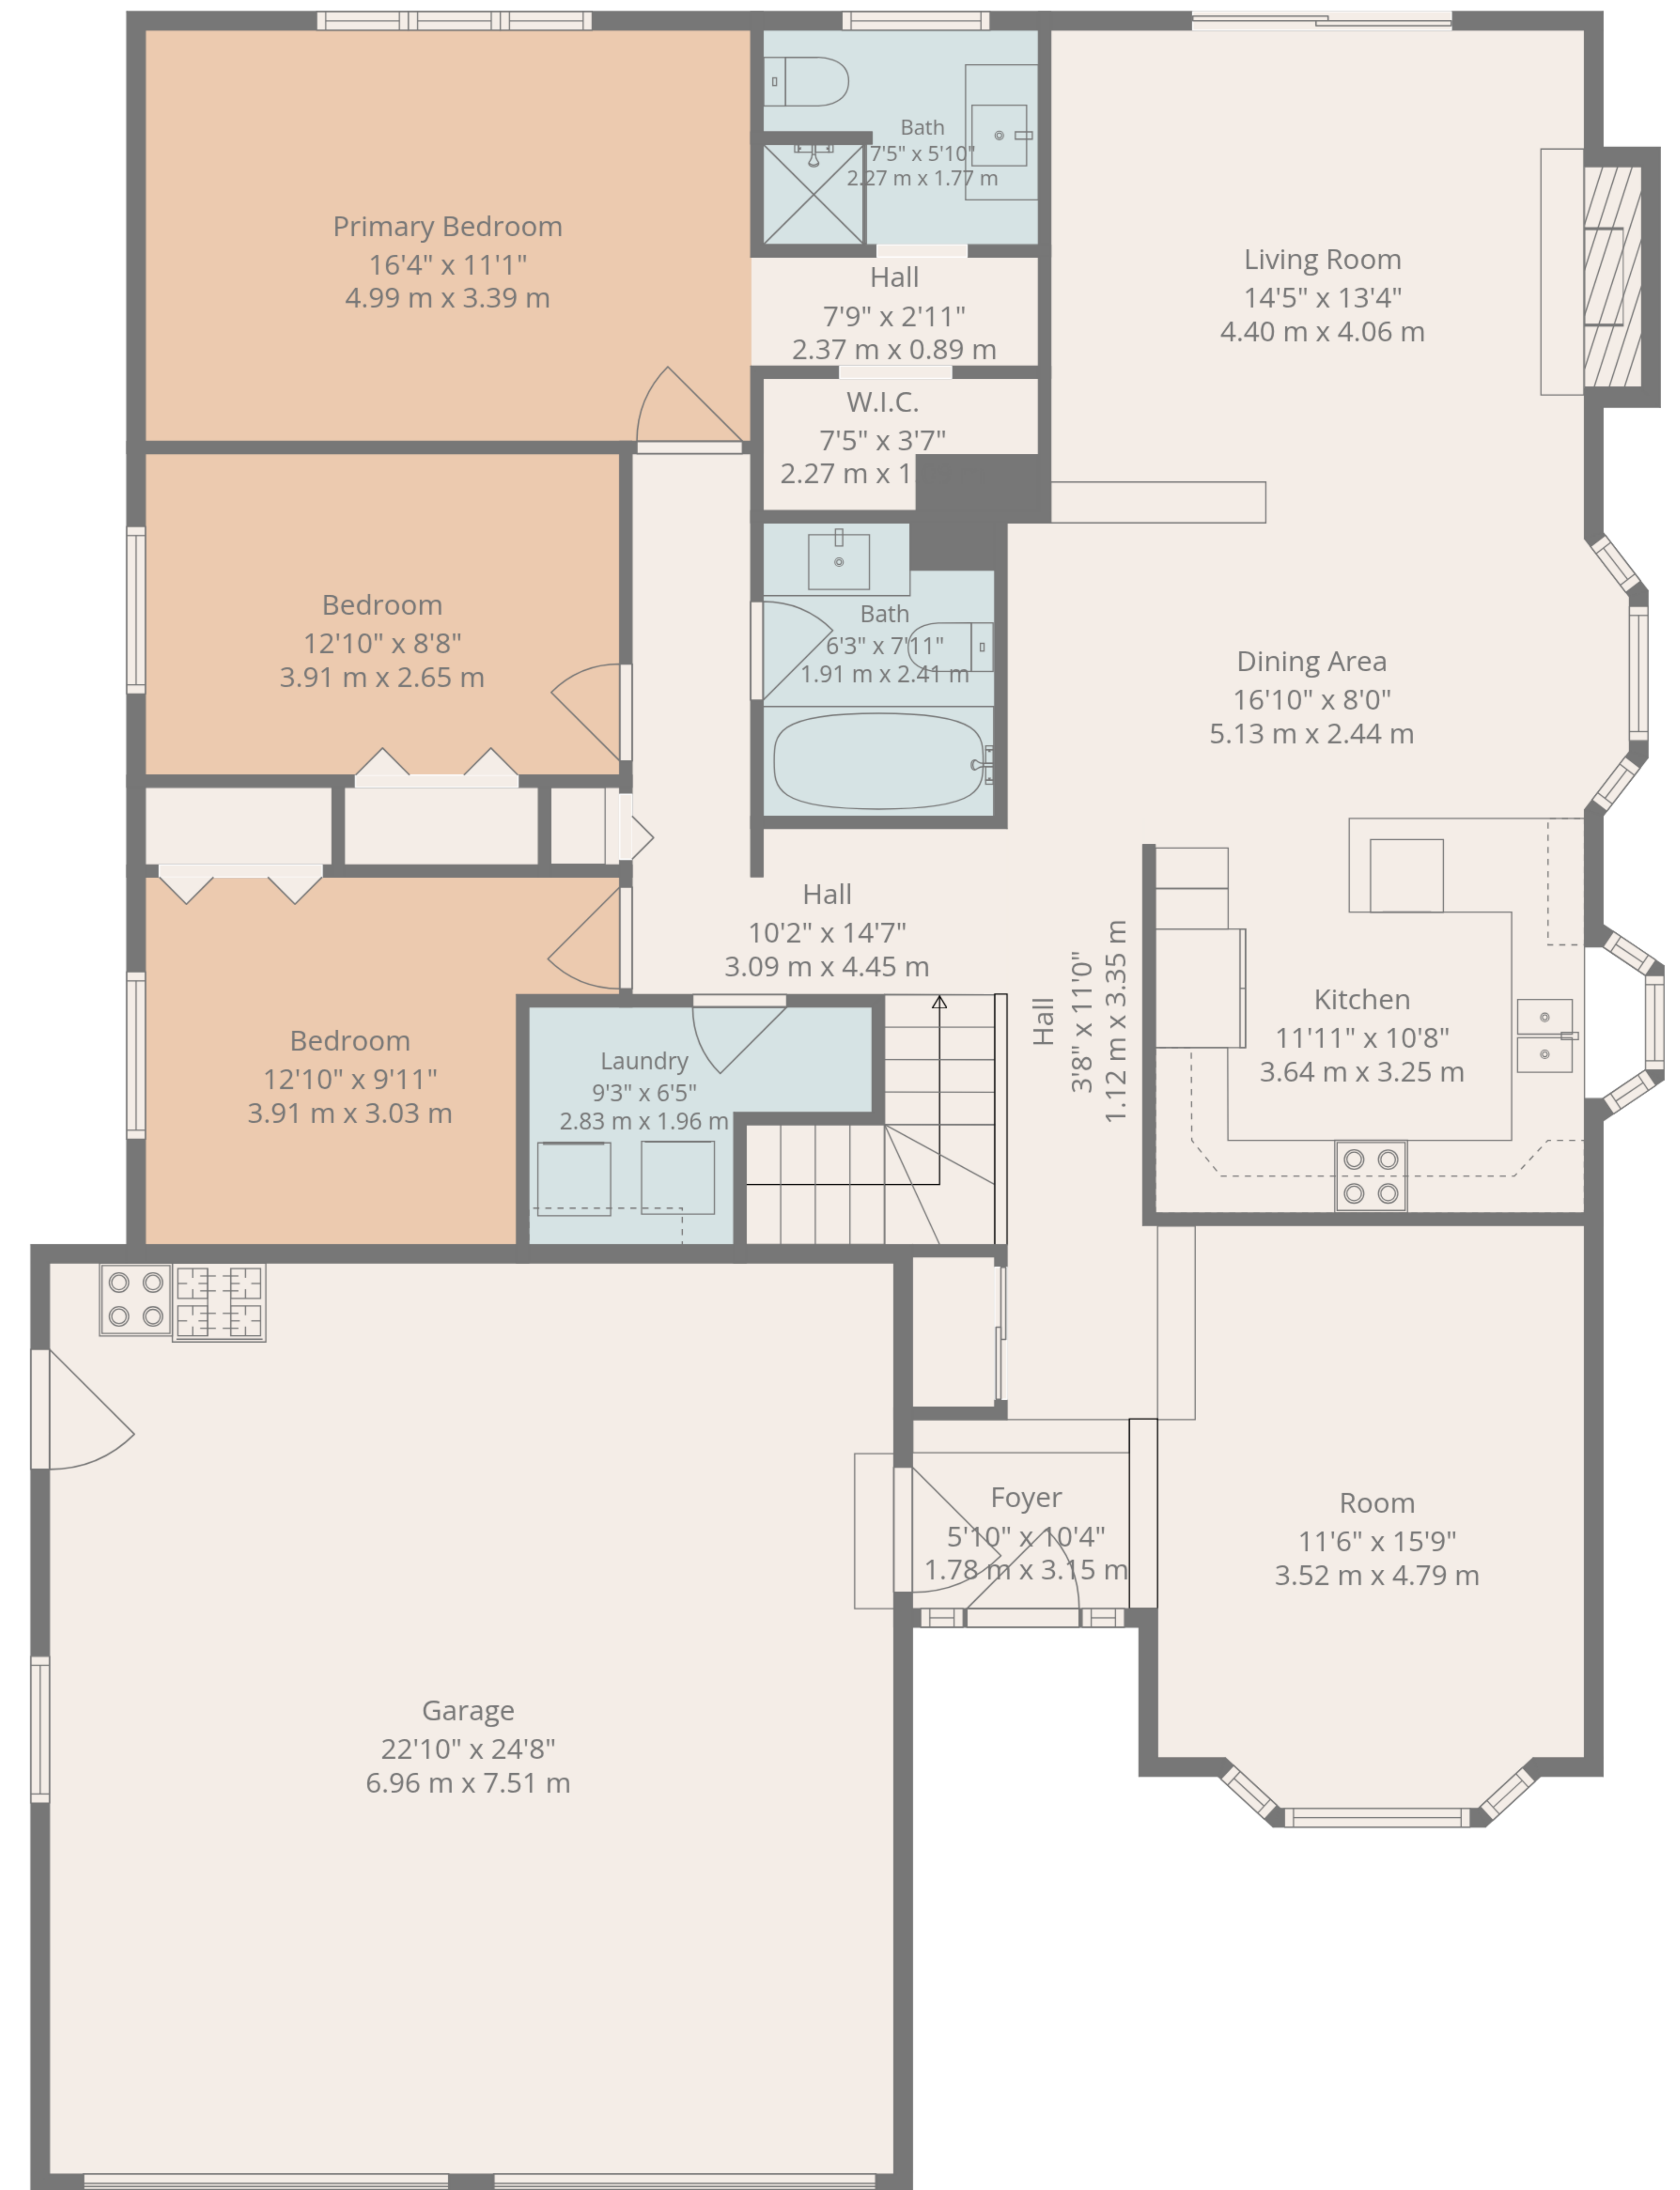 Primary Bedroom
16'4" x 11'1"
4.99 m x 3.39 m
Bath
7'5" x 5'10"
2.27 m x 1.77 m
Hall
7'9" x 2'11"
2.37 m x 0.89 m
W.I.C.
7'5" x 3'7"
2.27 m x 1
Living Room
14'5" x 13'4"
4.40 m x 4.06 m
Bedroom
12'10" x 8'8"
3.91 m x 2.65 m
Bath
6'3" x 7'11"
1.91 m x 2.41 m
Dining Area
16'10" x 8'0"
5.13 m x 2.44 m
Hall
10'2" x 14'7"
3.09 m x 4.45 m
Hall
3'8" x 11'0"
1.12 m x 3.35 m
Kitchen
11'11" x 10'8"
3.64 m x 3.25 m
Bedroom
12'10" x 9'11"
3.91 m x 3.03 m
Laundry
9'3" x 6'5"
2.83 m x 1.96 m
Foyer
5'10" x 10'4"
1.78 m x 3.15 m
Room
11'6" x 15'9"
3.52 m x 4.79 m
Garage
22'10" x 24'8"
6.96 m x 7.51 m